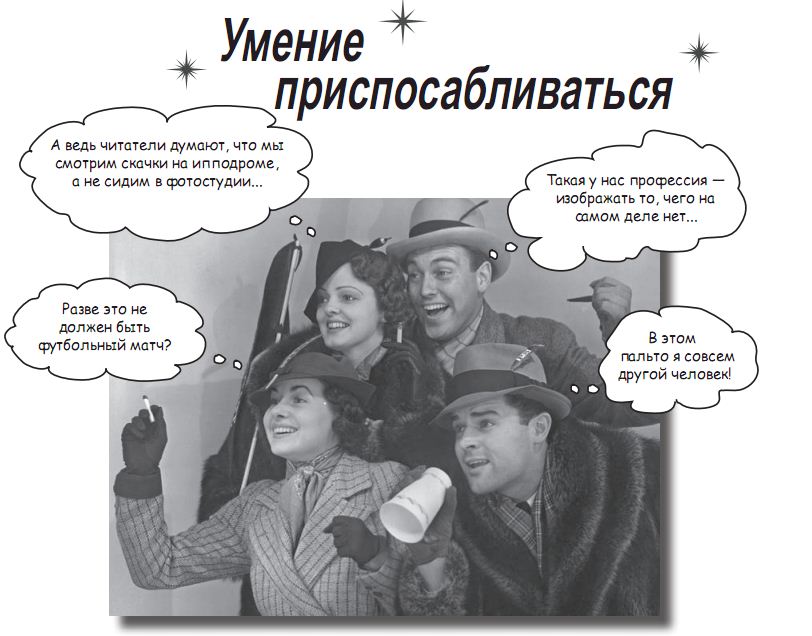 Умение
приспосабливаться
А ведь читатели думают, что мы
смотрим скачки на ипподроме,
а не сидим в фотостудии...
Такая у нас профессия —
изображать то, чего на
самом деле нет...
Разве это не
должен быть
футбольный матч?
В этом
пальто я совсем
другой человек!